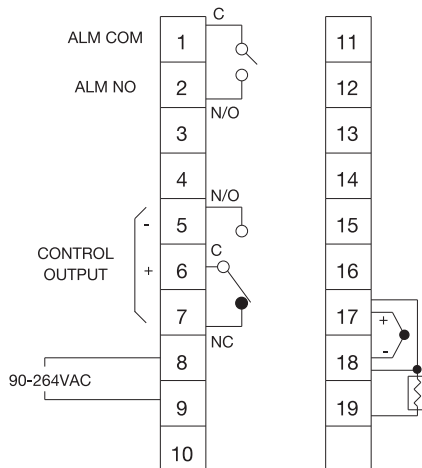 C
ALM COM 1 11
ALM NO 2 12
N/O
3 13
4 14
N/O
- 5 15
C
CONTROL OUTPUT + 6 16
7 17 +
NC
8 18 -
90-264VAC
9 19
10